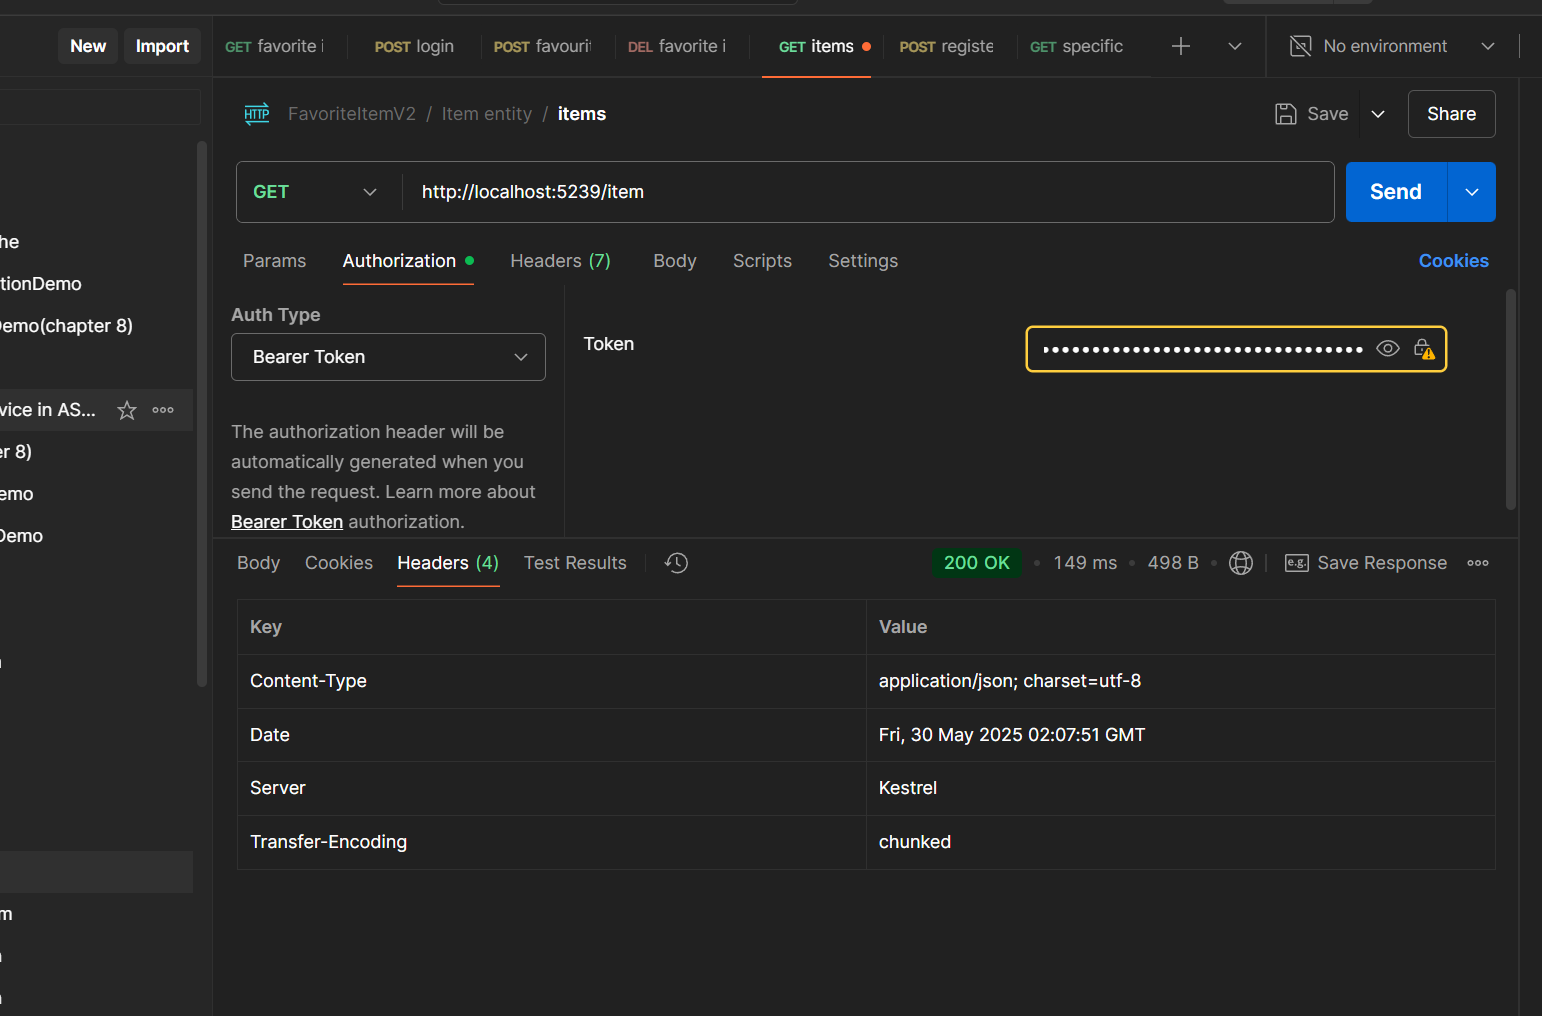 New
Import
GET favorite i
POST login
POST favourit
DEL favorite i
GET items
POST registe
GET specific
No environment
HTTP FavoriteItemV2 / Item entity / items
Save
Share
GET
http://localhost:5239/item
Send
he
tionDemo
Demo(chapter 8)
vice in AS...
er 8)
emo
Demo
m
Params
Authorization
Headers (7)
Body
Scripts
Settings
Cookies
Auth Type
Bearer Token
Token
The authorization header will be
automatically generated when you
send the request. Learn more about
Bearer Token authorization.
Body
Cookies
Headers (4)
Test Results
200 OK
149 ms
498 B
e.g. Save Response
Key Value
Content-Type application/json; charset=utf-8
Date Fri, 30 May 2025 02:07:51 GMT
Server Kestrel
Transfer-Encoding chunked